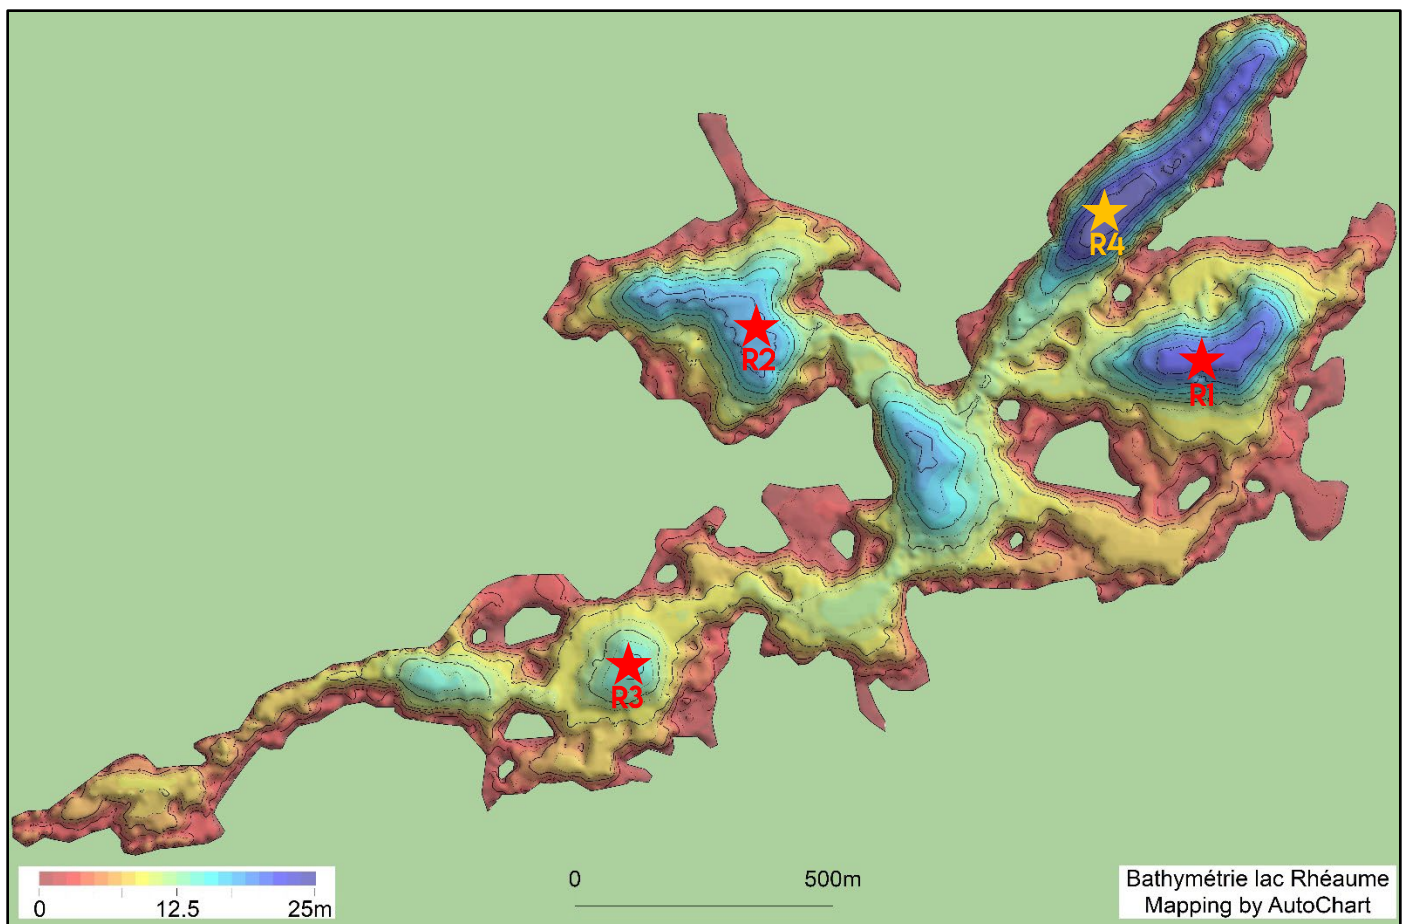 R4
R2
R1
R3
0 12.5 25m
0 500m
Bathymétrie lac Rhéaume
Mapping by AutoChart